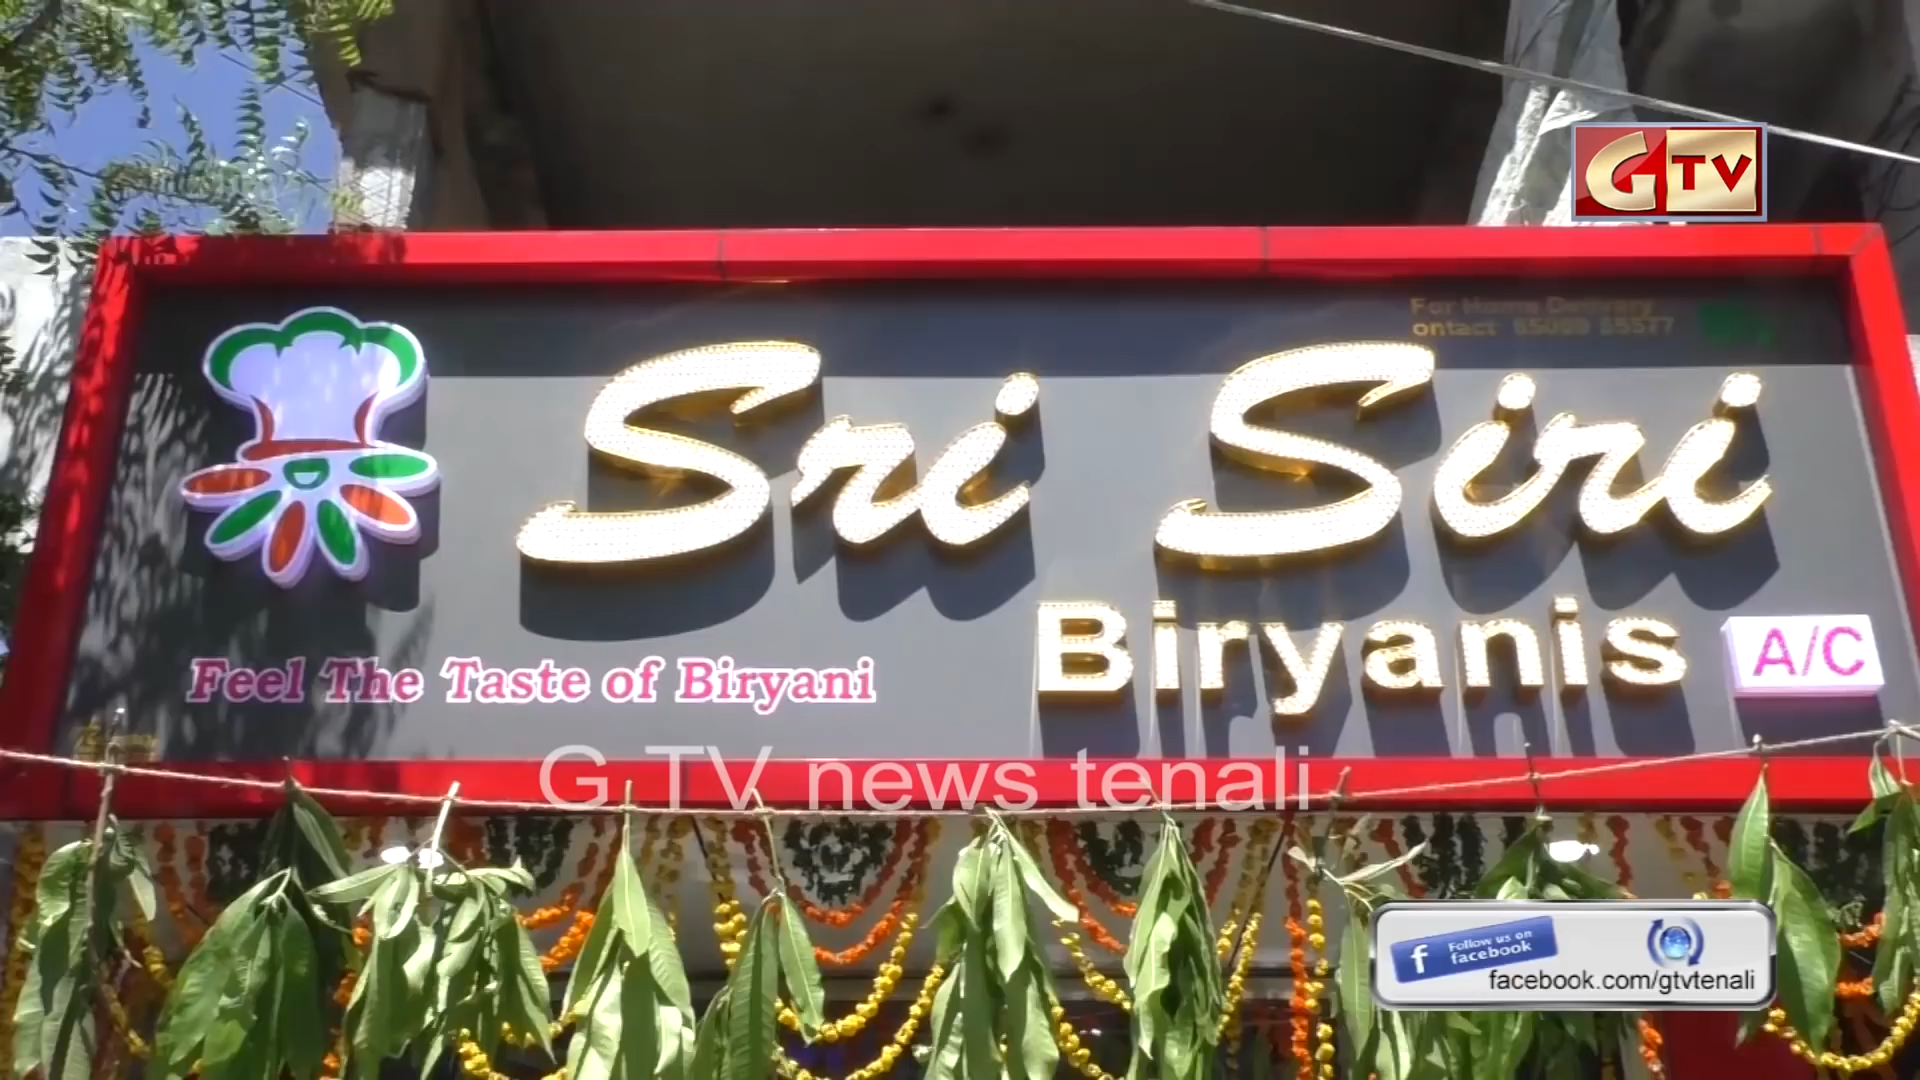 GTV
For Home Delivery
Sri Siri
Biryanis
A/C
Feel The Taste of Biryani
G TV news tenali
f Follow us on
facebook
facebook.com/gtvtenali